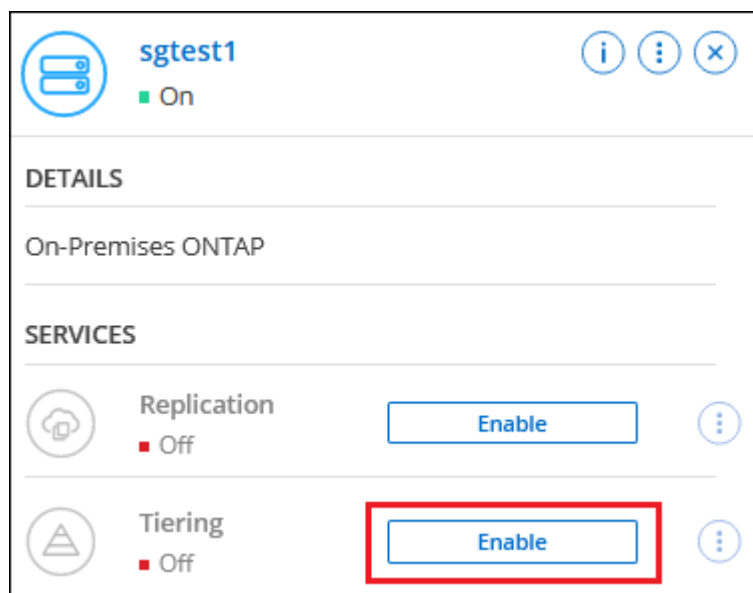 sgtest1
On
DETAILS
On-Premises ONTAP
SERVICES
Replication
Off
Enable
Tiering
Off
Enable